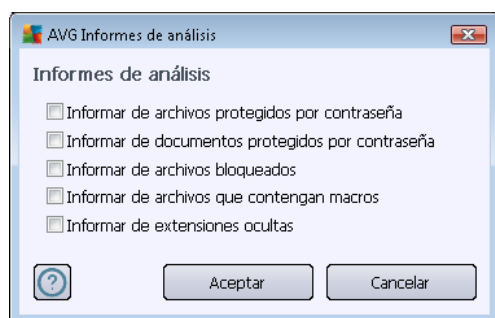 AVG Informes de análisis
Informes de análisis
Informar de archivos protegidos por contraseña
Informar de documentos protegidos por contraseña
Informar de archivos bloqueados
Informar de archivos que contengan macros
Informar de extensiones ocultas
? Aceptar Cancelar